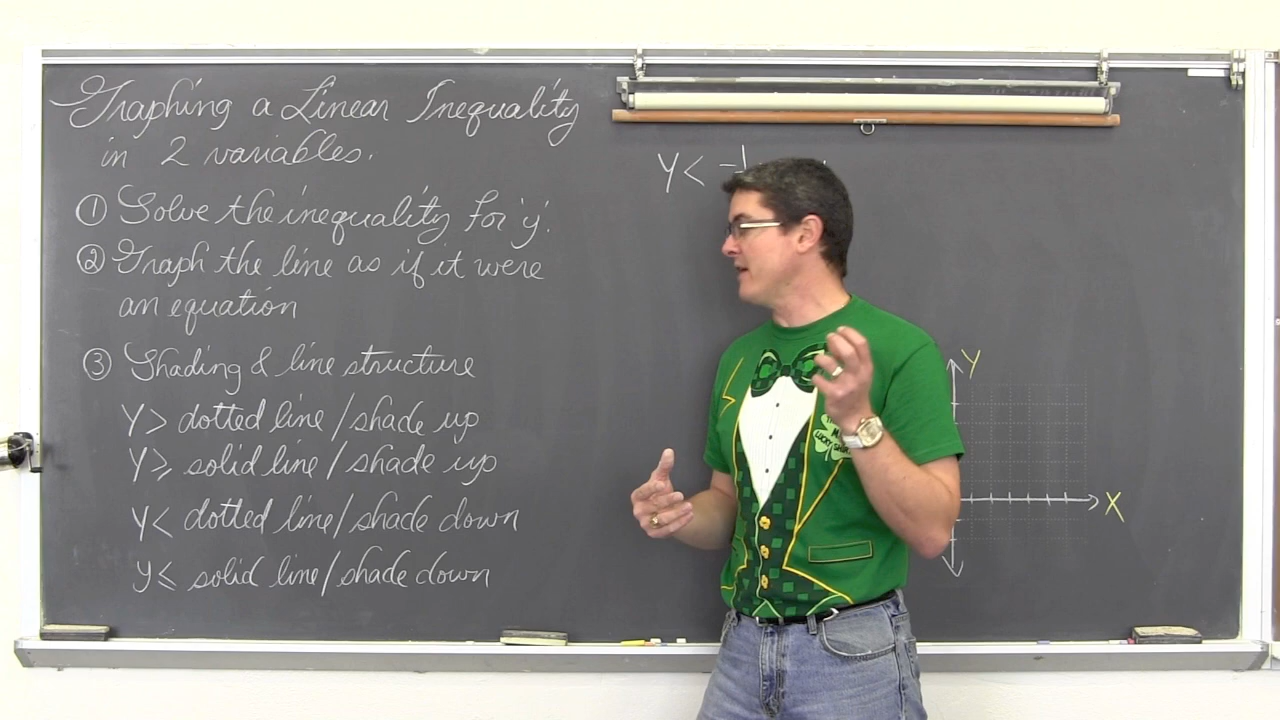 Graphing a Linear Inequality
in 2 variables.
① Solve the inequality for 'y'.
② Graph the line as if it were
an equation
③ Shading & line structure
Y > dotted line / shade up
Y ≥ solid line / shade up
Y < dotted line / shade down
y ≤ solid line / shade down
Y <
Y
X